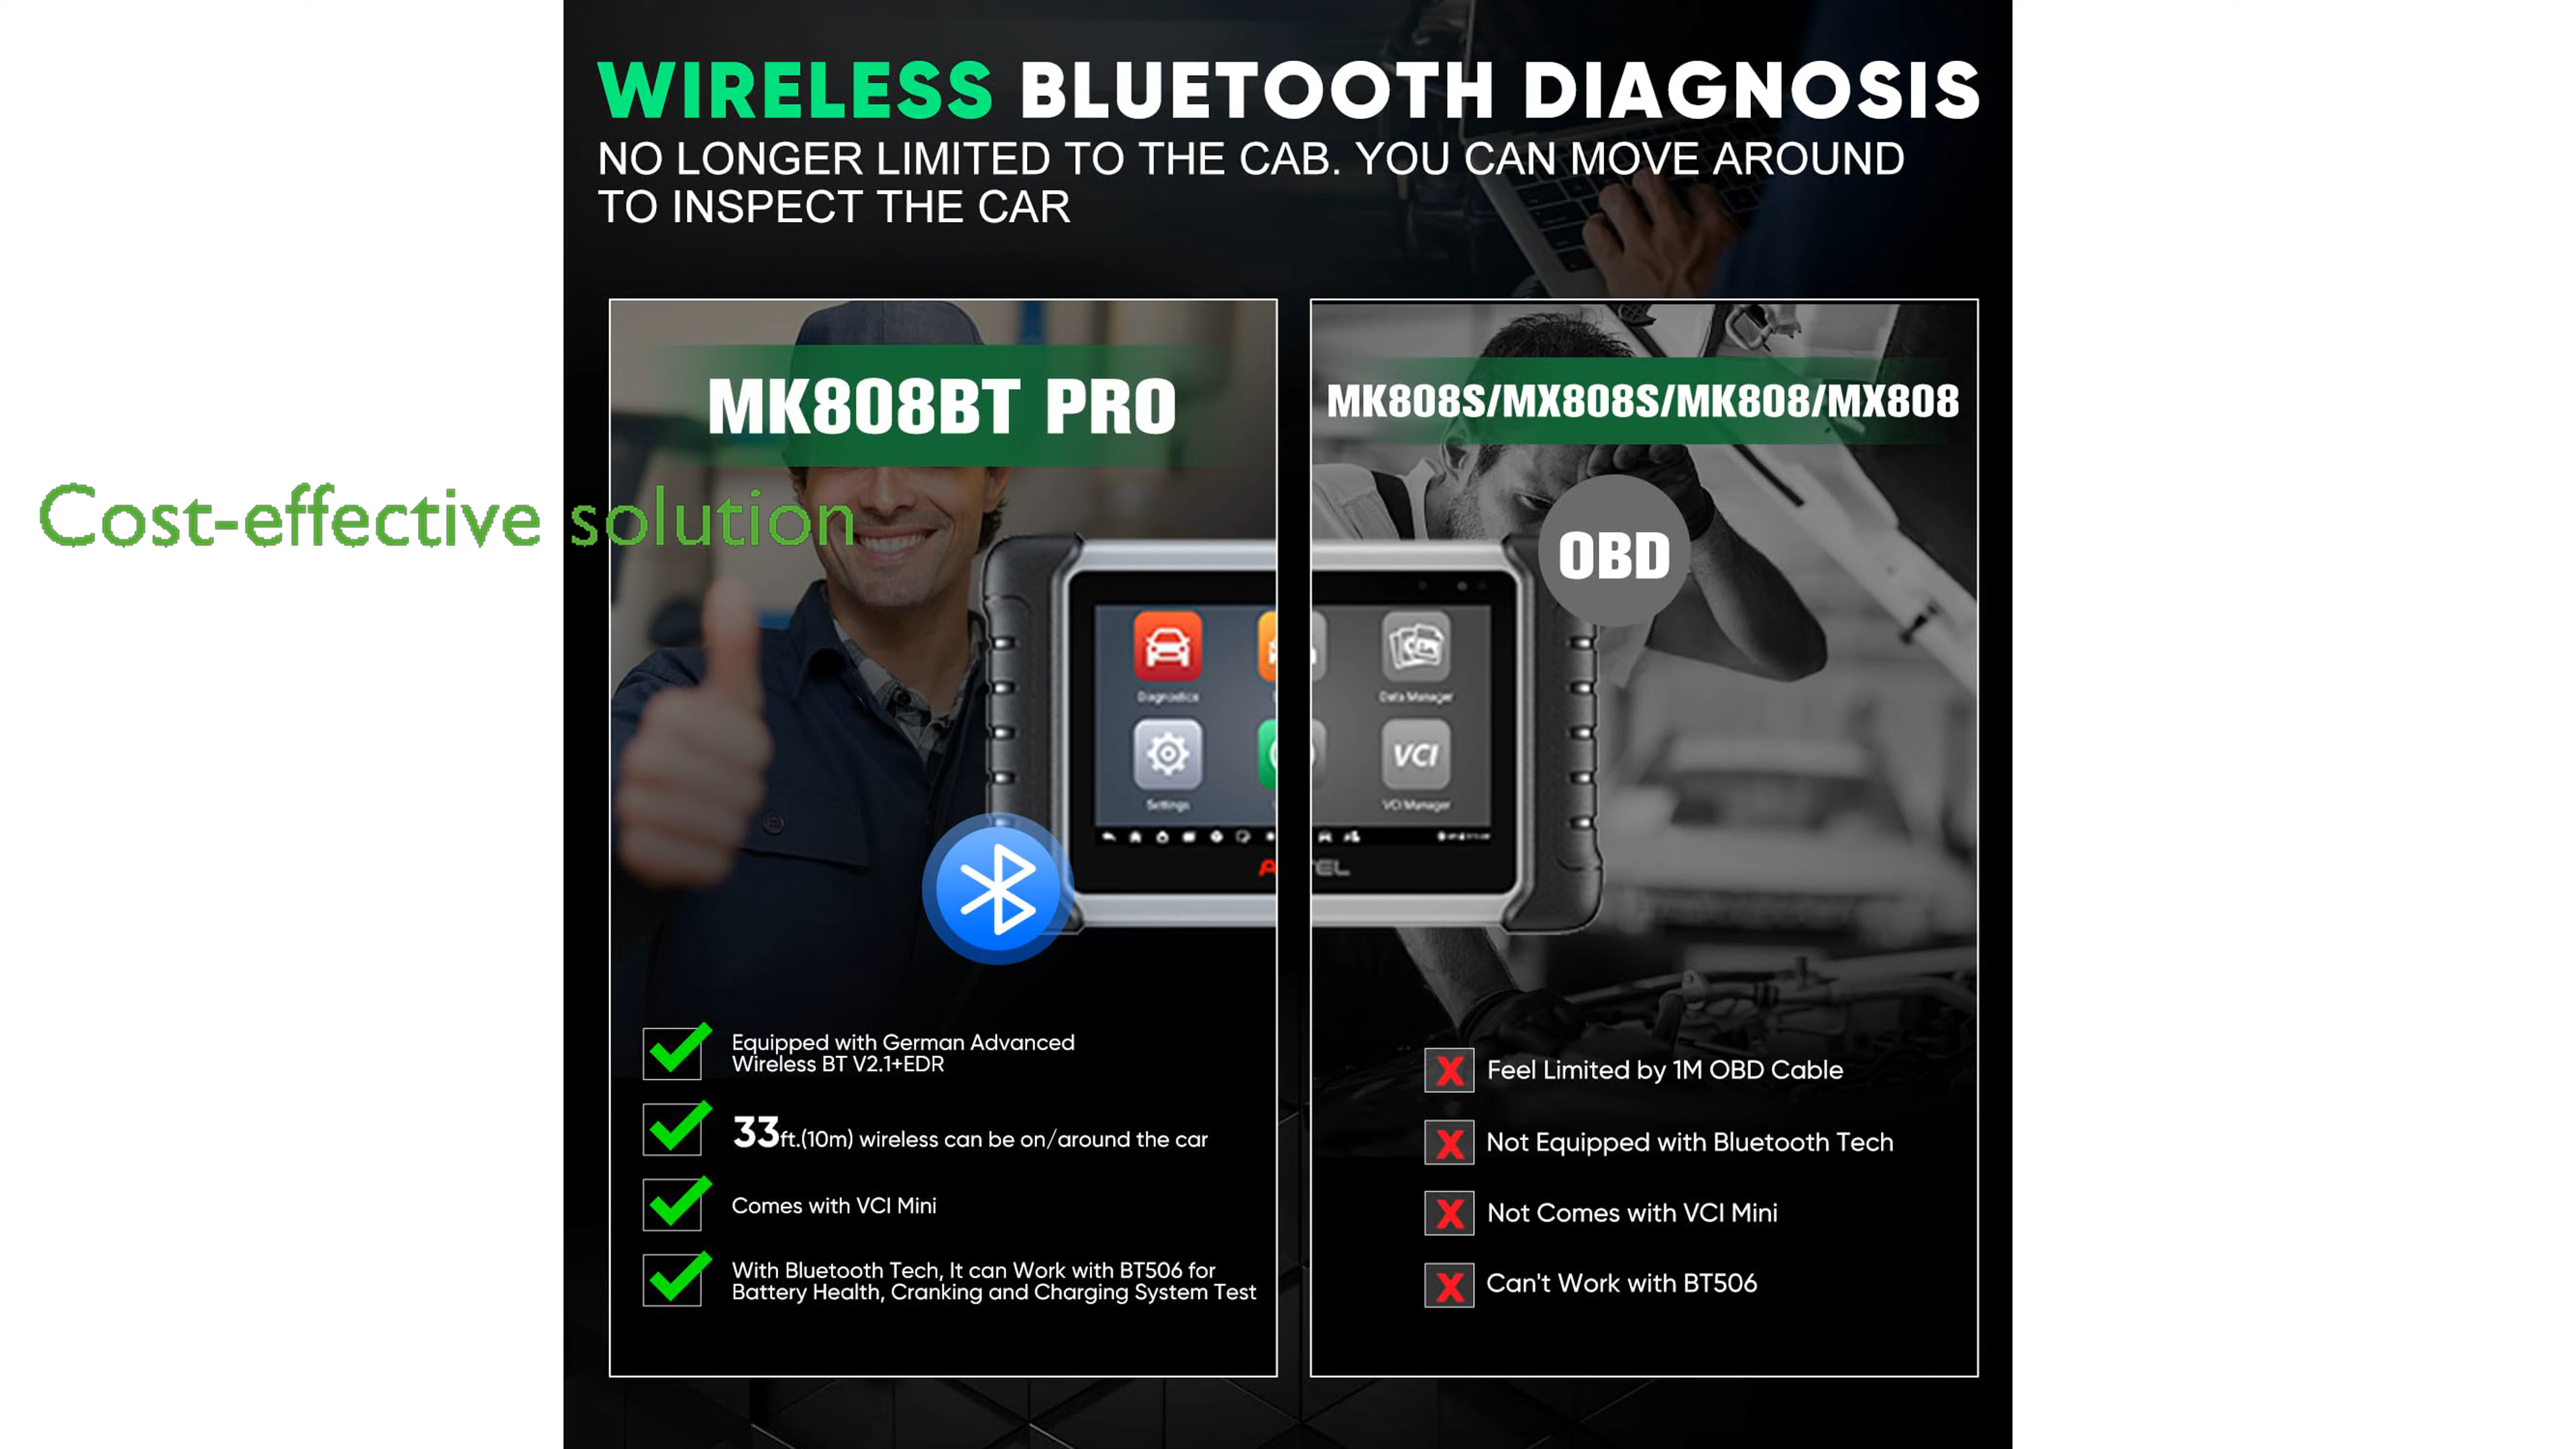 WIRELESS BLUETOOTH DIAGNOSIS
NO LONGER LIMITED TO THE CAB. YOU CAN MOVE AROUND
TO INSPECT THE CAR
MK808BT PRO
Cost-effective solution
Diagnostics
Settings
Equipped with German Advanced
Wireless BT V2.1+EDR
33ft.(10m) wireless can be on/around the car
Comes with VCI Mini
With Bluetooth Tech, It can Work with BT506 for
Battery Health, Cranking and Charging System Test
MK808S/MX808S/MK808/MX808
OBD
Data Manager
VCI
VCI Manager
Feel Limited by 1M OBD Cable
Not Equipped with Bluetooth Tech
Not Comes with VCI Mini
Can't Work with BT506